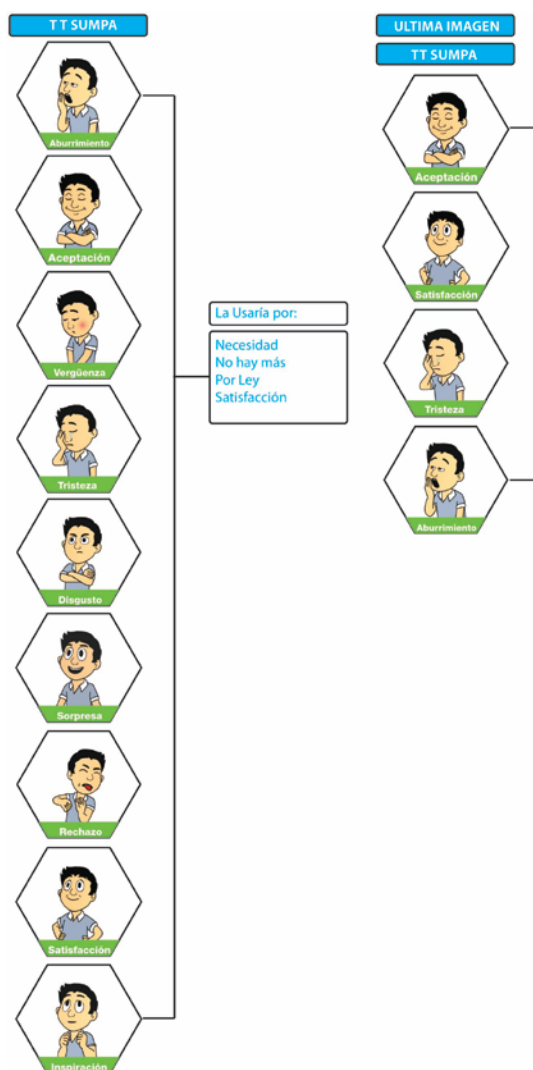 T T SUMPA
Aburrimiento
Aceptación
Vergüenza
Tristeza
Disgusto
Sorpresa
Rechazo
Satisfacción
Inspiración
La Usaría por:
Necesidad
No hay más
Por Ley
Satisfacción
ULTIMA IMAGEN
TT SUMPA
Aceptación
Satisfacción
Tristeza
Aburrimiento